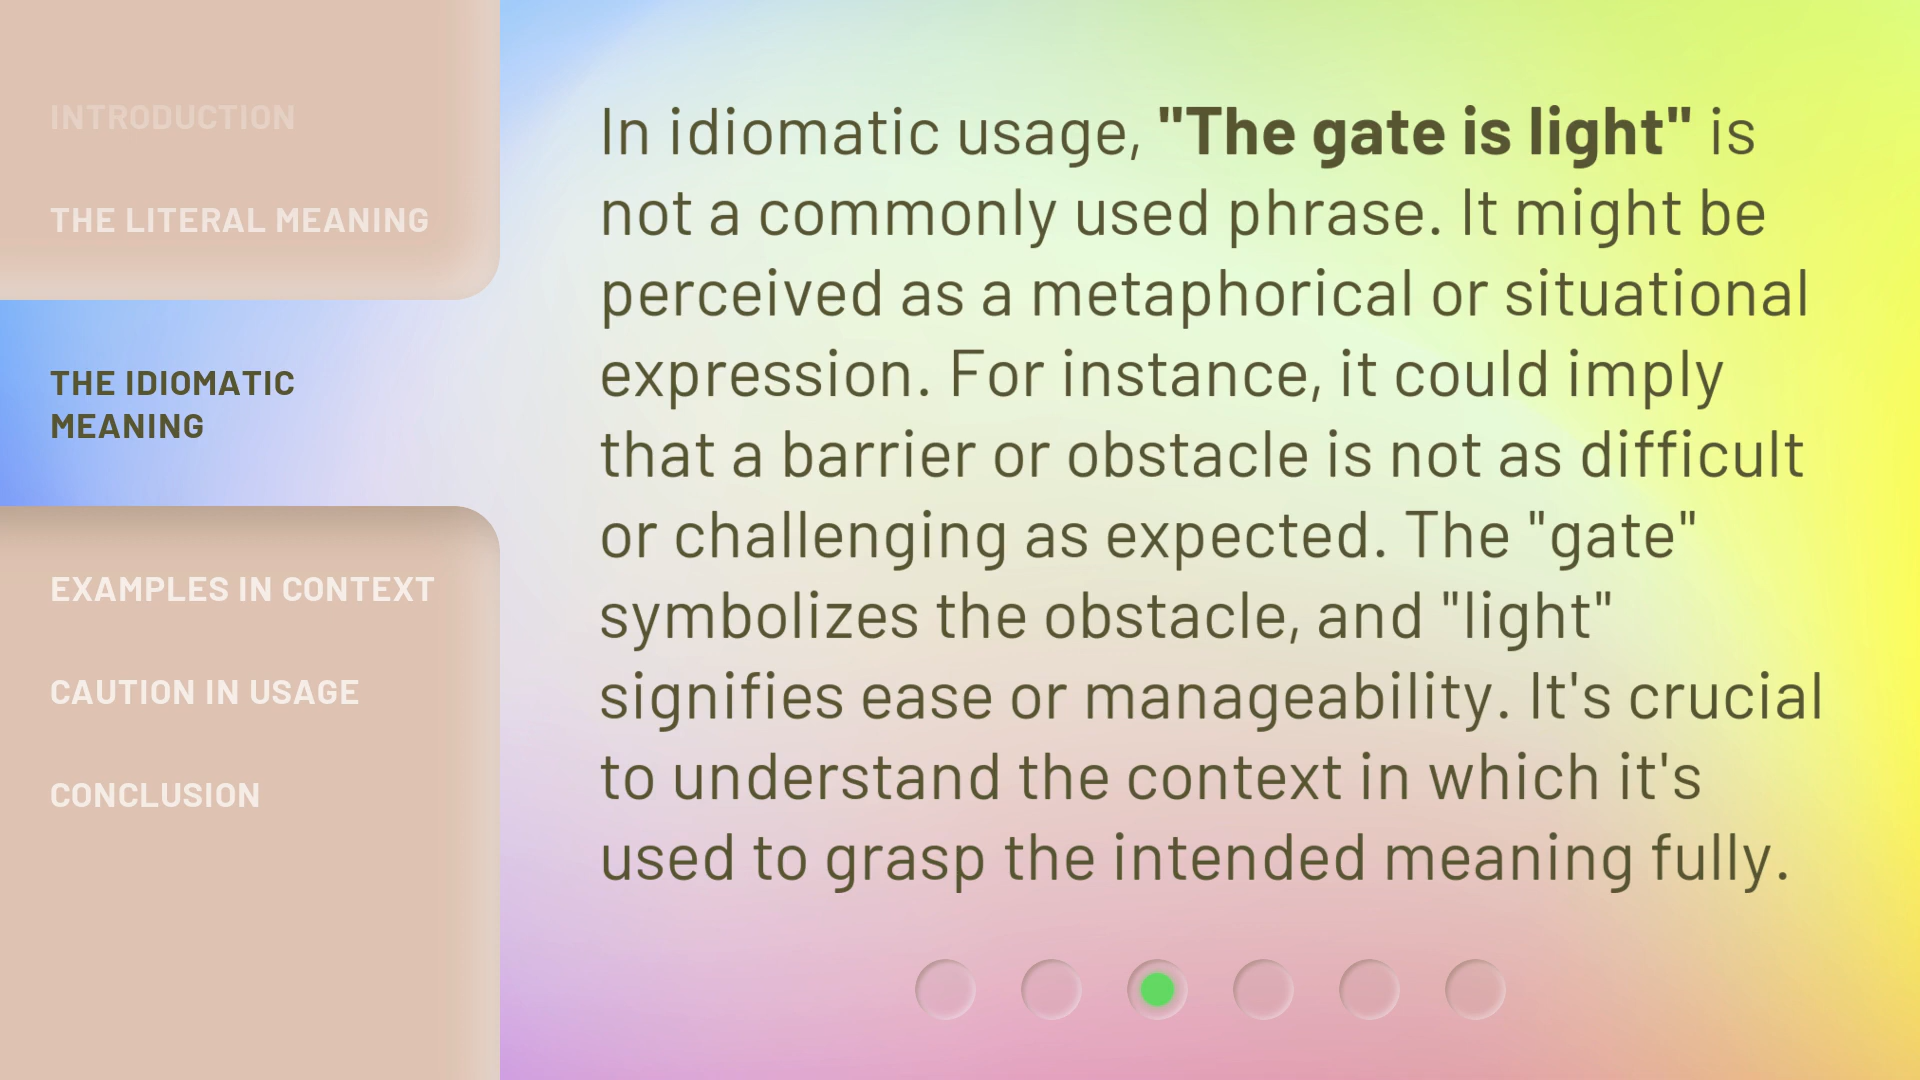 INTRODUCTION
THE LITERAL MEANING
THE IDIOMATIC
MEANING
EXAMPLES IN CONTEXT
CAUTION IN USAGE
CONCLUSION
In idiomatic usage, "The gate is light" is
not a commonly used phrase. It might be
perceived as a metaphorical or situational
expression. For instance, it could imply
that a barrier or obstacle is not as difficult
or challenging as expected. The "gate"
symbolizes the obstacle, and "light"
signifies ease or manageability. It's crucial
to understand the context in which it's
used to grasp the intended meaning fully.